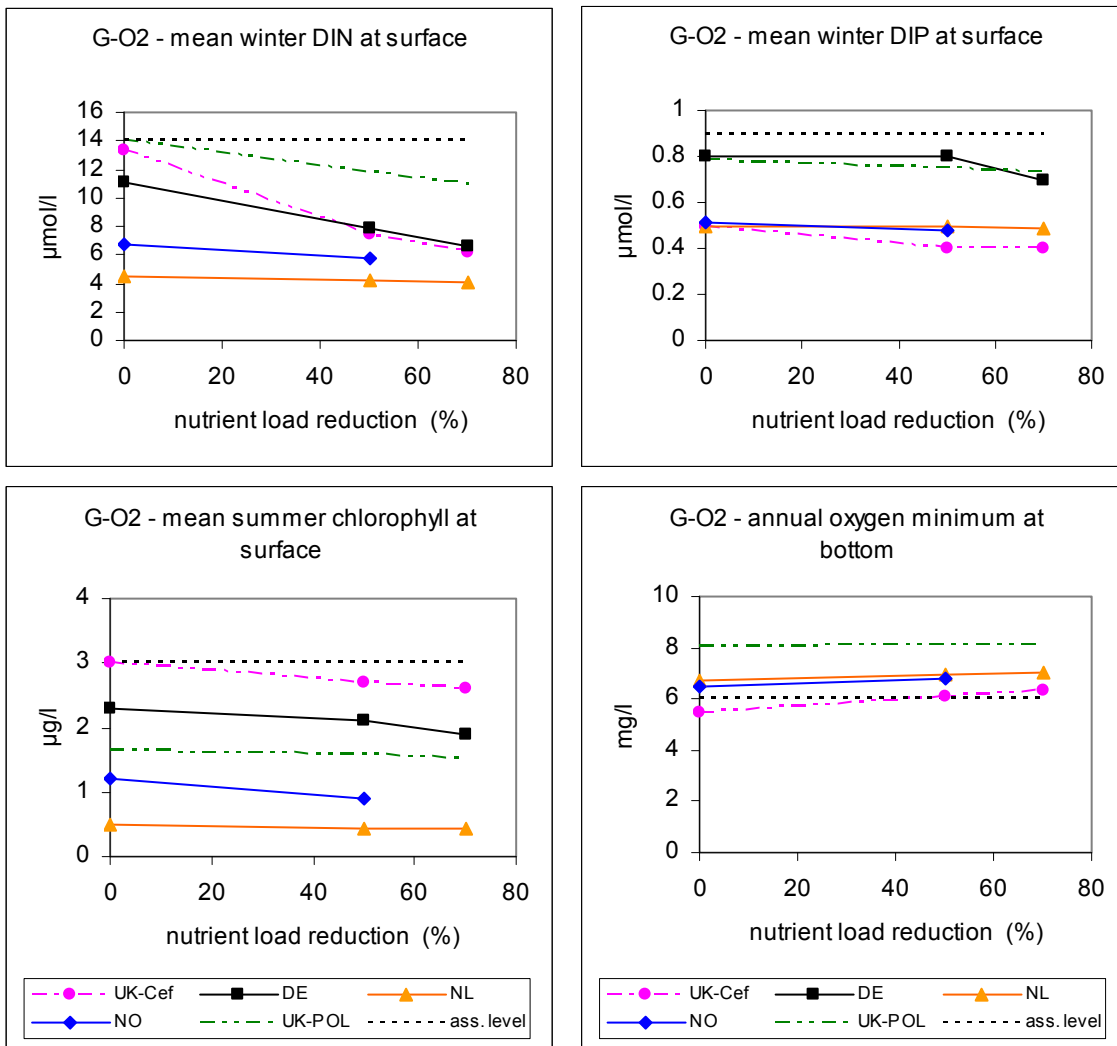 G-O2 - mean winter DIN at surface
16
14
12
10
8
6
4
2
0
µmol/l
0 20 40 60 80
nutrient load reduction (%)
G-O2 - mean winter DIP at surface
1
0.8
0.6
0.4
0.2
0
µmol/l
0 20 40 60 80
nutrient load reduction (%)
G-O2 - mean summer chlorophyll at
surface
4
3
2
1
0
µg/l
0 20 40 60 80
nutrient load reduction (%)
UK-Cef DE NL
NO UK-POL ass. level
G-O2 - annual oxygen minimum at
bottom
10
8
6
4
2
0
mg/l
0 20 40 60 80
nutrient load reduction (%)
UK-Cef DE NL
NO UK-POL ass. level